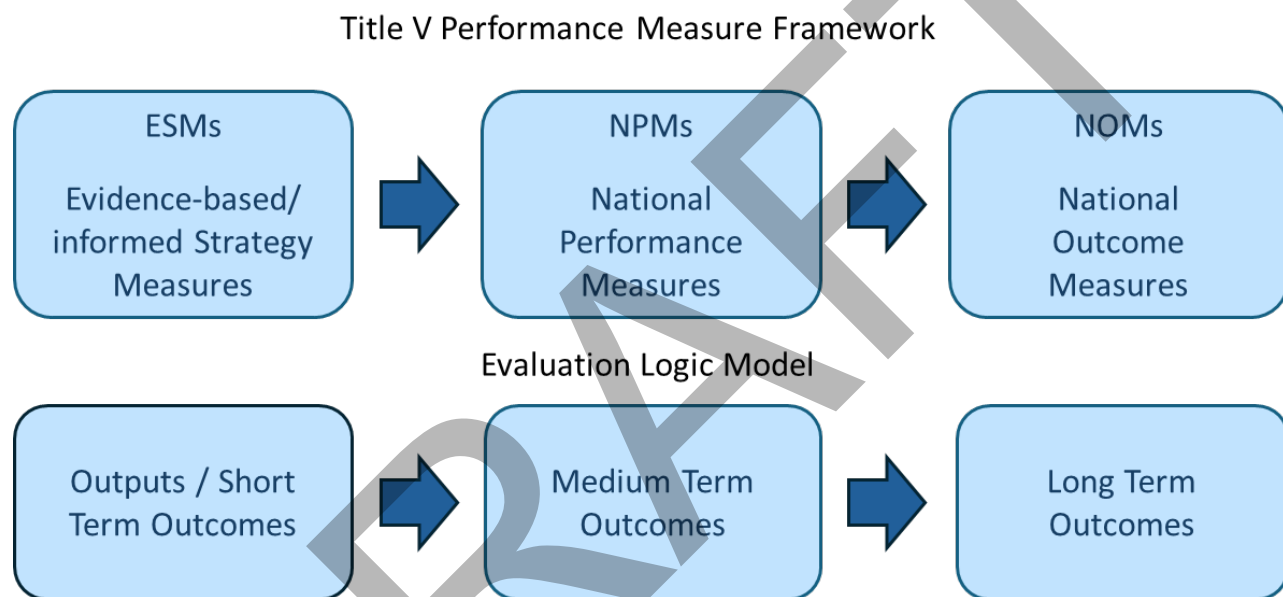 Title V Performance Measure Framework
ESMs
Evidence-based/
informed Strategy
Measures
NPMs
National
Performance
Measures
NOMs
National
Outcome
Measures
Evaluation Logic Model
Outputs / Short
Term Outcomes
Medium Term
Outcomes
Long Term
Outcomes
RAFT